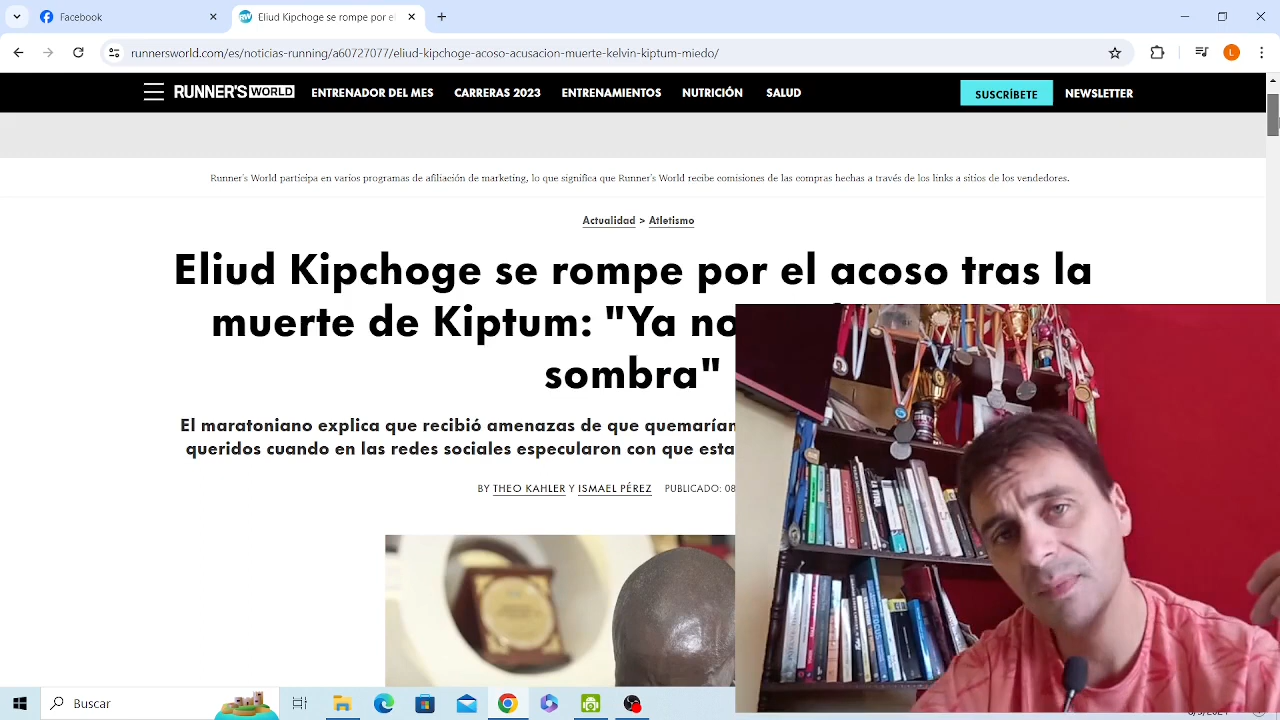 Facebook
Eliud Kipchoge se rompe por el
runnersworld.com/es/noticias-running/a60727077/eliud-kipchoge-acoso-acusacion-muerte-kelvin-kiptum-miedo/
L
RUNNER'S WORLD
ENTRENADOR DEL MES
CARRERAS 2023
ENTRENAMIENTOS
NUTRICIÓN
SALUD
SUSCRÍBETE
NEWSLETTER
Runner's World participa en varios programas de afiliación de marketing, lo que significa que Runner's World recibe comisiones de las compras hechas a través de los links a sitios de los vendedores.
Actualidad > Atletismo
Eliud Kipchoge se rompe por el acoso tras la
muerte de Kiptum: "Ya no
sombra"
El maratoniano explica que recibió amenazas de que quemarían
queridos cuando en las redes sociales especularon con que
BY THEO KAHLER Y ISMAEL PÉREZ PUBLICADO: 08
FOCUS
Buscar